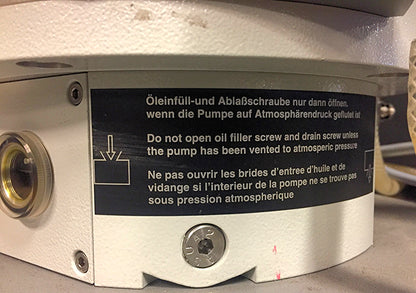 Öleinfüll-und Ablaßschraube nur dann öffnen,
wenn die Pumpe auf Atmosphärendruck geflutet ist
Do not open oil filler screw and drain screw unless
the pump has been vented to atmosperic pressure
Ne pas ouvrir les brides d'entree d'huile et de
vidange si l'interieur de la pompe ne se trouve pas
sous pression atmospherique